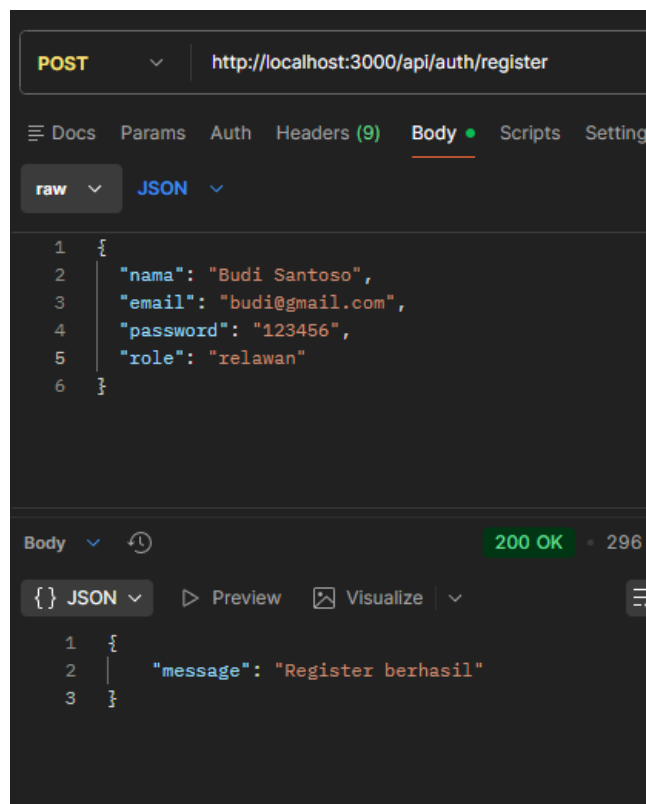 POST http://localhost:3000/api/auth/register
Docs Params Auth Headers (9) Body Scripts Setting
raw JSON
1 {
2 "nama": "Budi Santoso",
3 "email": "budi@gmail.com",
4 "password": "123456",
5 "role": "relawan"
6 }
Body 200 OK • 296
{} JSON Preview Visualize
1 {
2 "message": "Register berhasil"
3 }